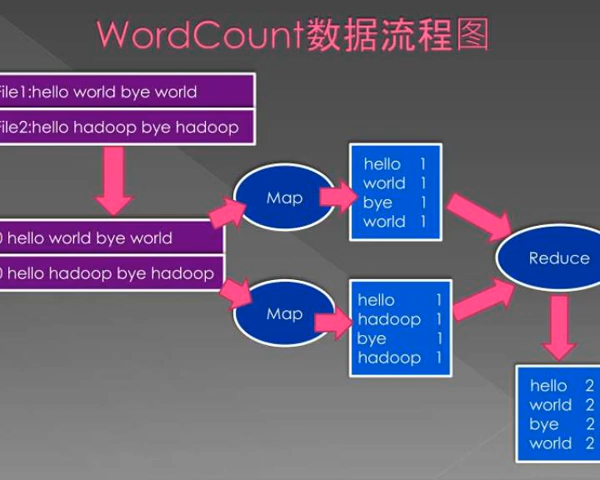 WordCount数据流程图
File1:hello world bye world
File2:hello hadoop bye hadoop
0 hello world bye world
0 hello hadoop bye hadoop
Map
hello 1
world 1
bye 1
world 1
Map
hello 1
hadoop 1
bye 1
hadoop 1
Reduce
hello 2
world 2
bye 2
world 2